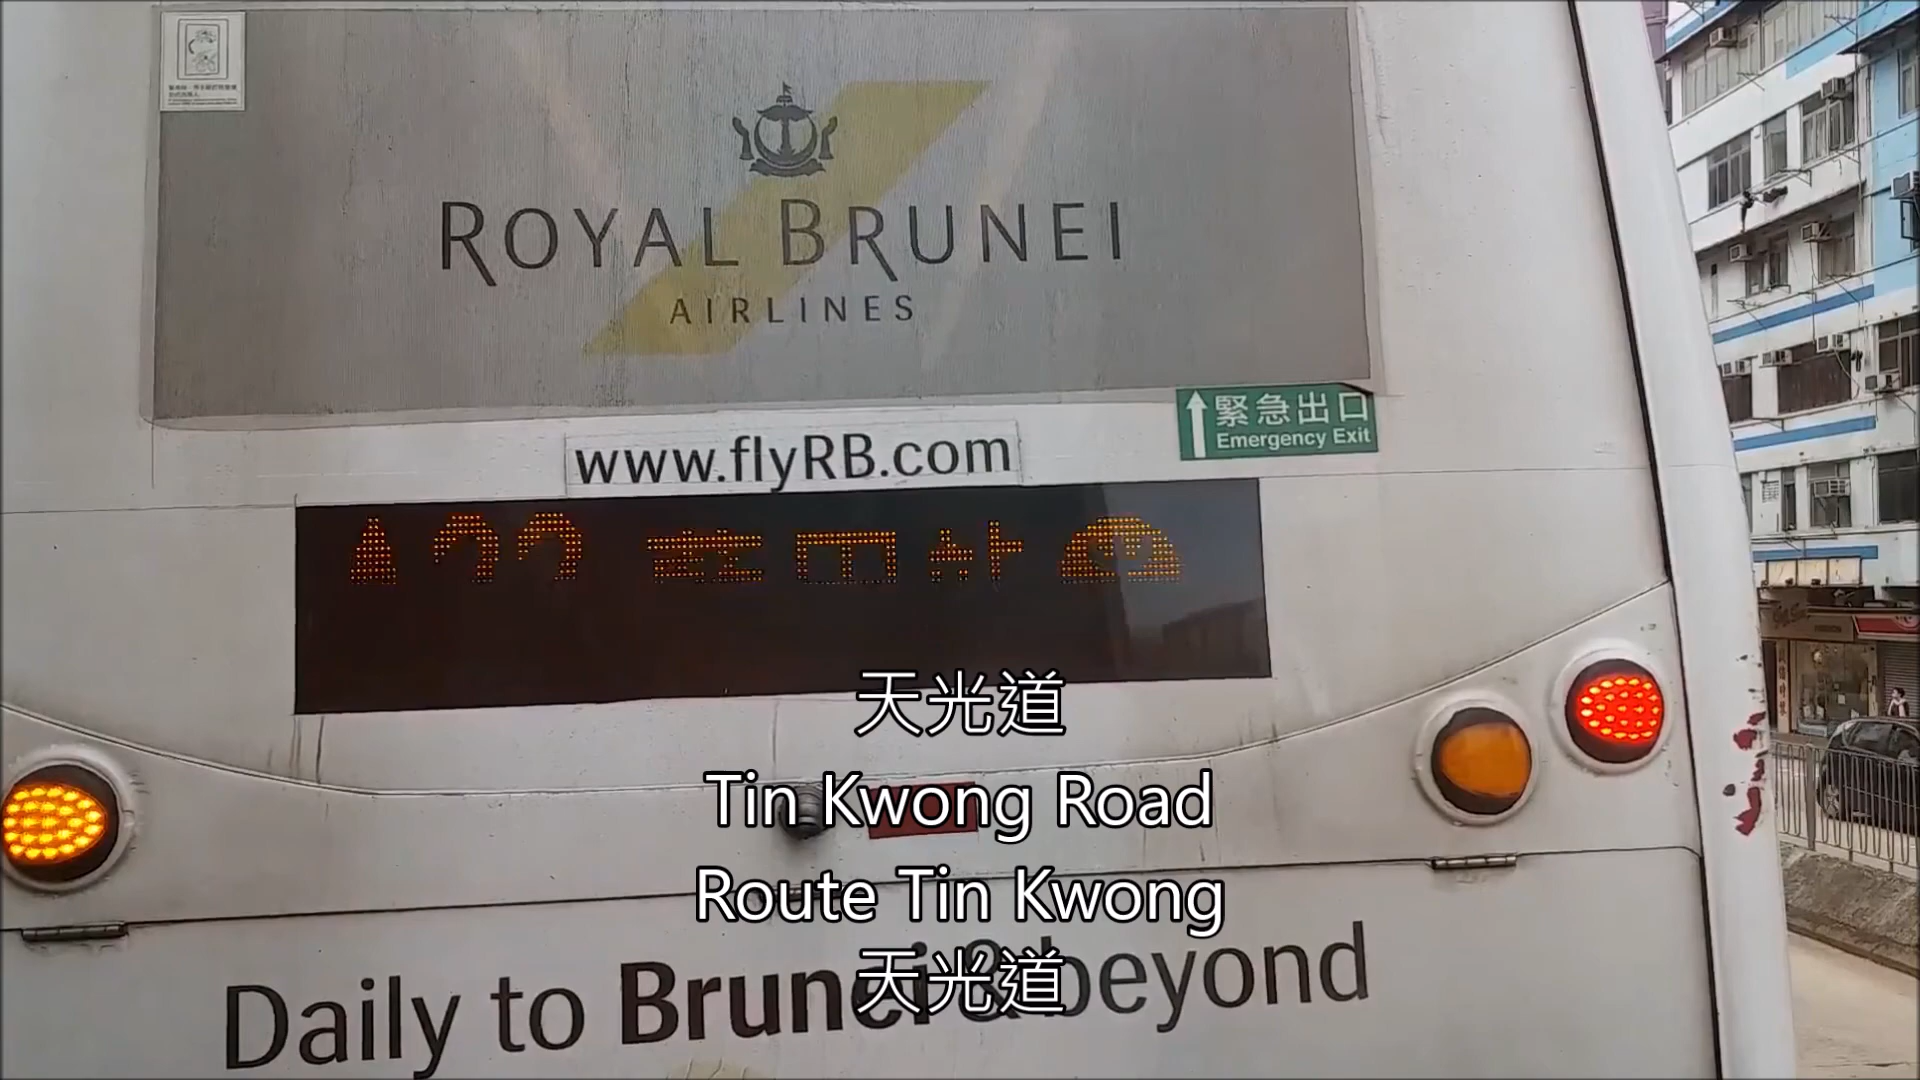 ROYAL BRUNEI
AIRLINES
緊急出口
Emergency Exit
www.flyRB.com
天光道
Tin Kwong Road
Route Tin Kwong
天光道
Daily to Brunei & beyond